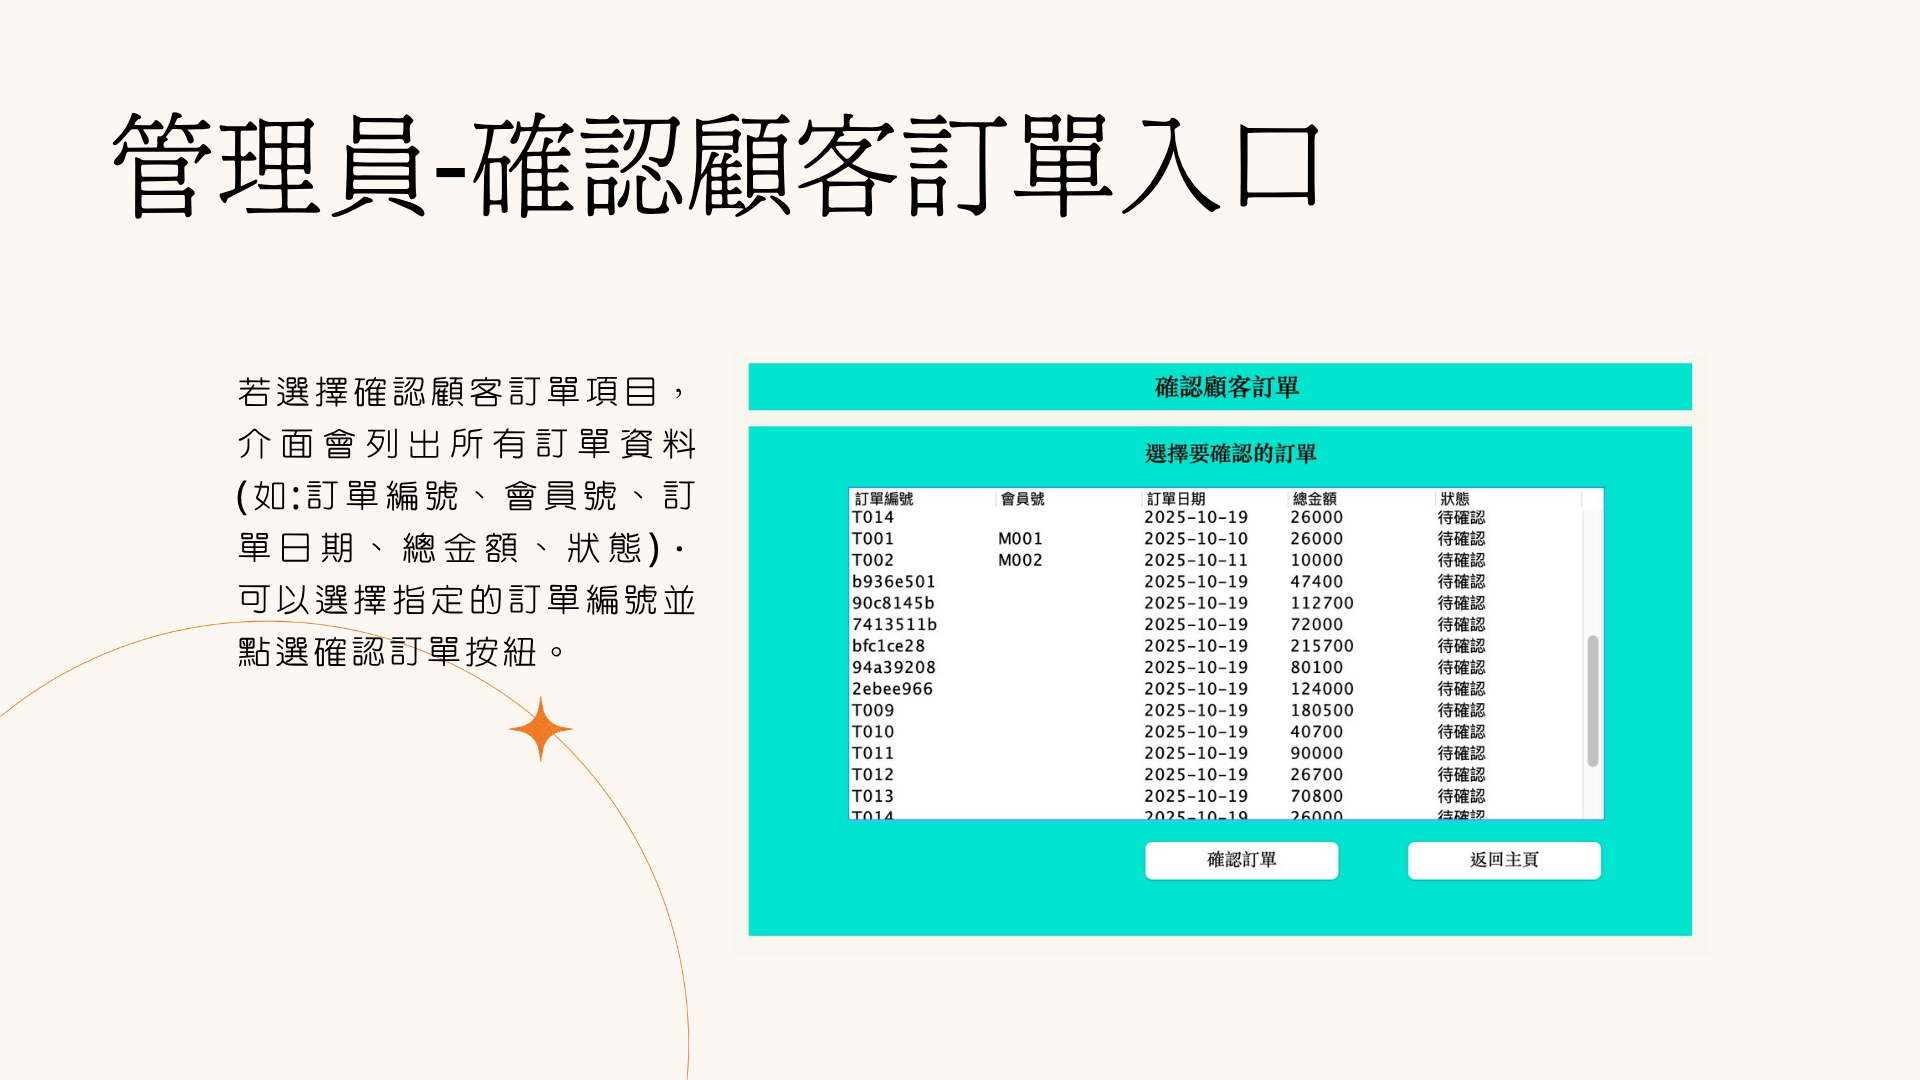 管理員-確認顧客訂單入口
若選擇確認顧客訂單項目，
介面會列出所有訂單資料
(如:訂單編號、會員號、訂
單日期、總金額、狀態)．
可以選擇指定的訂單編號並
點選確認訂單按紐。
確認顧客訂單
選擇要確認的訂單
訂單編號 會員號 訂單日期 總金額 狀態
T014 2025-10-19 26000 待確認
T001 M001 2025-10-10 26000 待確認
T002 M002 2025-10-11 10000 待確認
b936e501 2025-10-19 47400 待確認
90c8145b 2025-10-19 112700 待確認
7413511b 2025-10-19 72000 待確認
bfc1ce28 2025-10-19 215700 待確認
94a39208 2025-10-19 80100 待確認
2ebee966 2025-10-19 124000 待確認
T009 2025-10-19 180500 待確認
T010 2025-10-19 40700 待確認
T011 2025-10-19 90000 待確認
T012 2025-10-19 26700 待確認
T013 2025-10-19 70800 待確認
T014 2025-10-19 26000 待確認
確認訂單 返回主頁